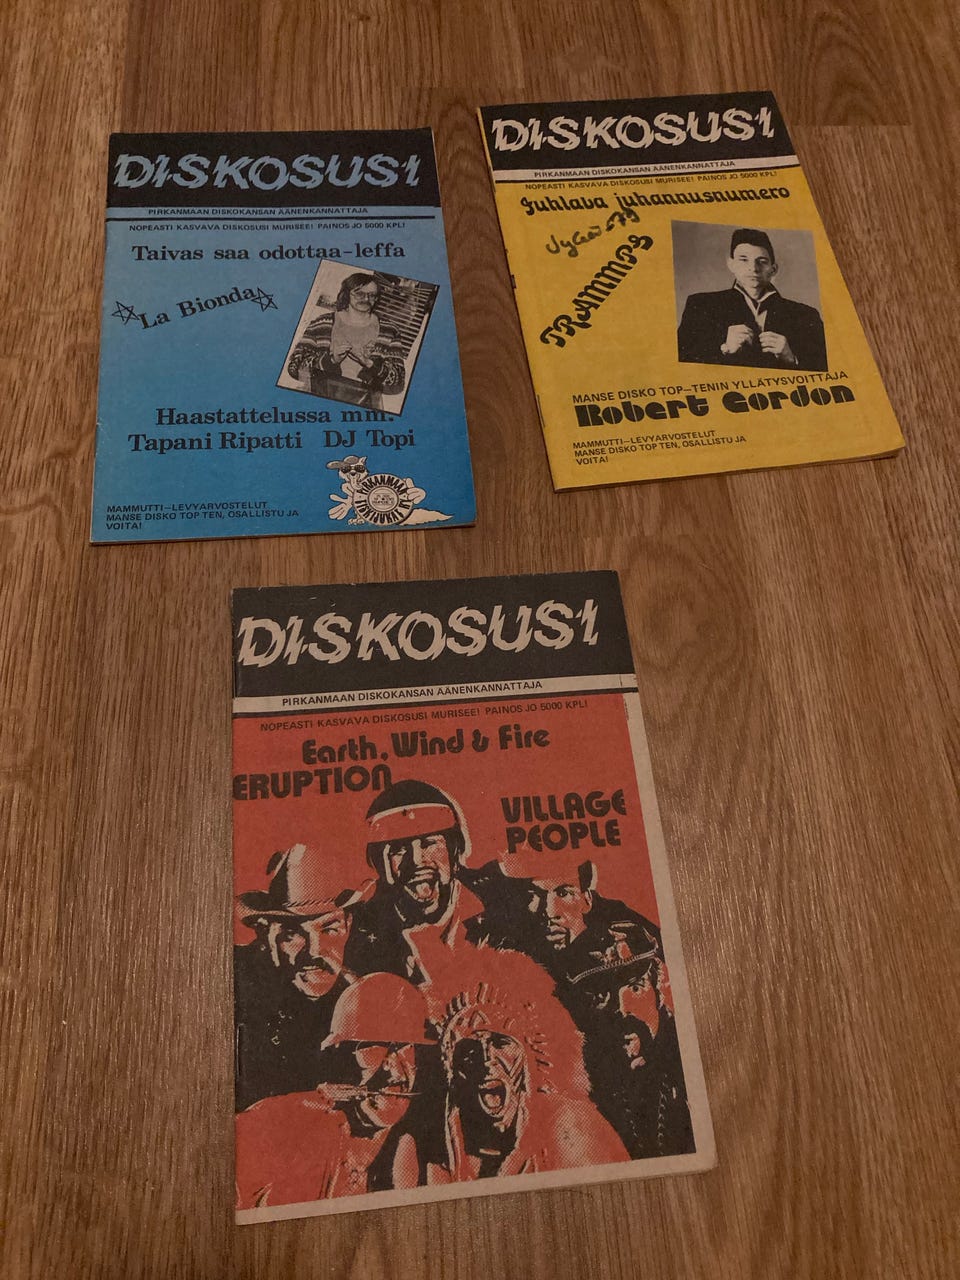 DISKOSUSI
PIRKANMAAN DISKOKANSAN ÄÄNENKANNATTAJA
NOPEASTI KASVAVA DISKOSUSI MURISEE! PAINOS JO 5000 KPL!
Taivas saa odottaa-leffa
La Bionda
Haastattelussa mm.
Tapani Ripatti DJ Topi
MAMMUTTI-LEVYARVOSTELUT
MANSE DISKO TOP TEN, OSALLISTU JA
VOITA!
PIRKANMAAN
DISKO
SUSI
DISKOSUSI
PIRKANMAAN DISKOKANSAN ÄÄNENKANNATTAJA
NOPEASTI KASVAVA DISKOSUSI MURISEE! PAINOS JO 5000 KPL!
Juhlava juhannusnumero
TRAMMPS
MANSE DISKO TOP-TENIN YLLÄTYSVOITTAJA
Robert Gordon
MAMMUTTI-LEVYARVOSTELUT
MANSE DISKO TOP TEN, OSALLISTU JA
VOITA!
DISKOSUSI
PIRKANMAAN DISKOKANSAN ÄÄNENKANNATTAJA
NOPEASTI KASVAVA DISKOSUSI MURISEE! PAINOS JO 5000 KPL!
Earth, Wind & Fire
ERUPTION
VILLAGE
PEOPLE